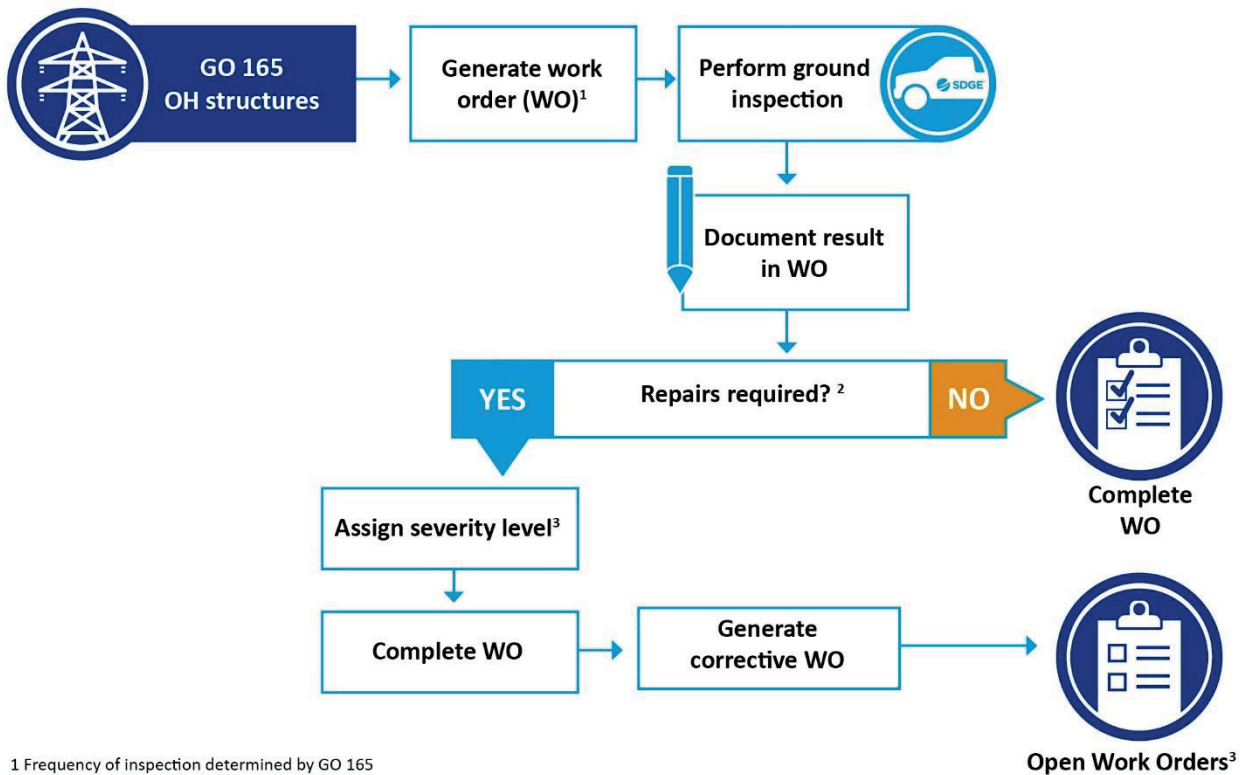 GO 165
OH structures
Generate work
order (WO)¹
Perform ground
inspection
SDGE
Document result
in WO
YES
Repairs required? ²
NO
Complete
WO
Assign severity level³
Complete WO
Generate
corrective WO
Open Work Orders³
1 Frequency of inspection determined by GO 165